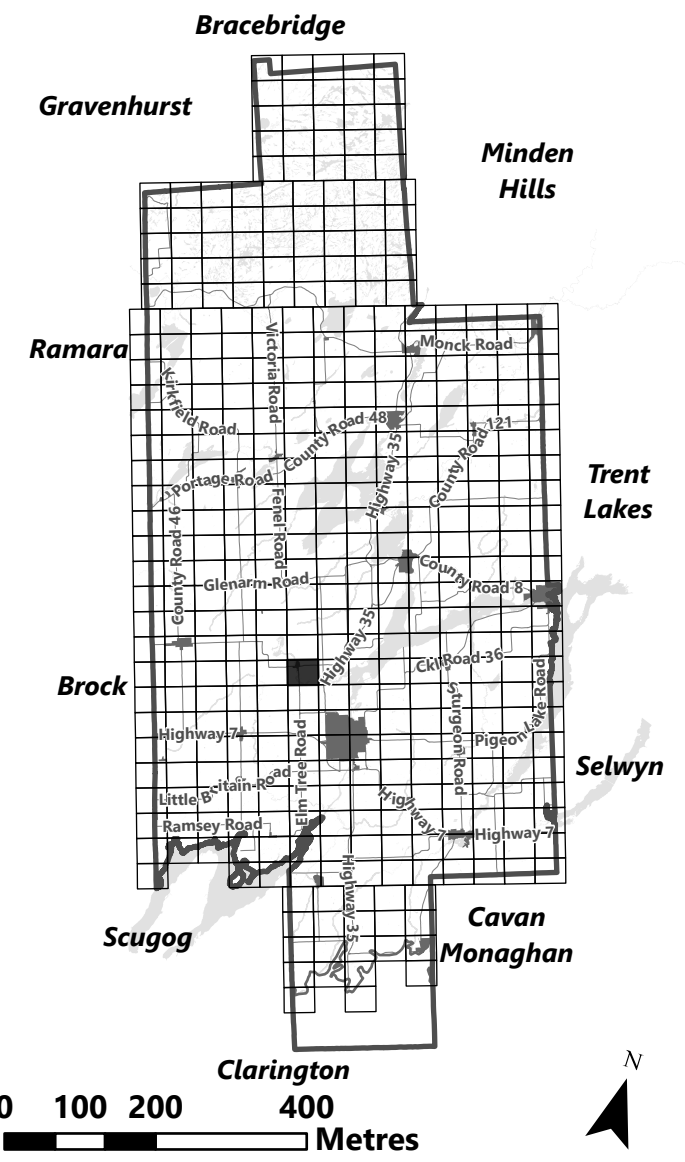 Bracebridge
Gravenhurst
Minden
Hills
Ramara
Monck Road
Victoria Road
Kirkfield Road
County Road 48
Highway 35
County Road 121
Portage Road
Trent
Lakes
Fenel Road
County Road 46
Glenarm Road
County Road 8
Highway 35
Ckl Road 36
Brock
Sturgeon Road
Pigeon Lake Road
Highway 7
Elm Tree Road
Selwyn
Little Britain Road
Highway 7
Ramsey Road
Highway 7
Highway 35
Cavan
Monaghan
Scugog
Clarington
N
0 100 200 400
Metres